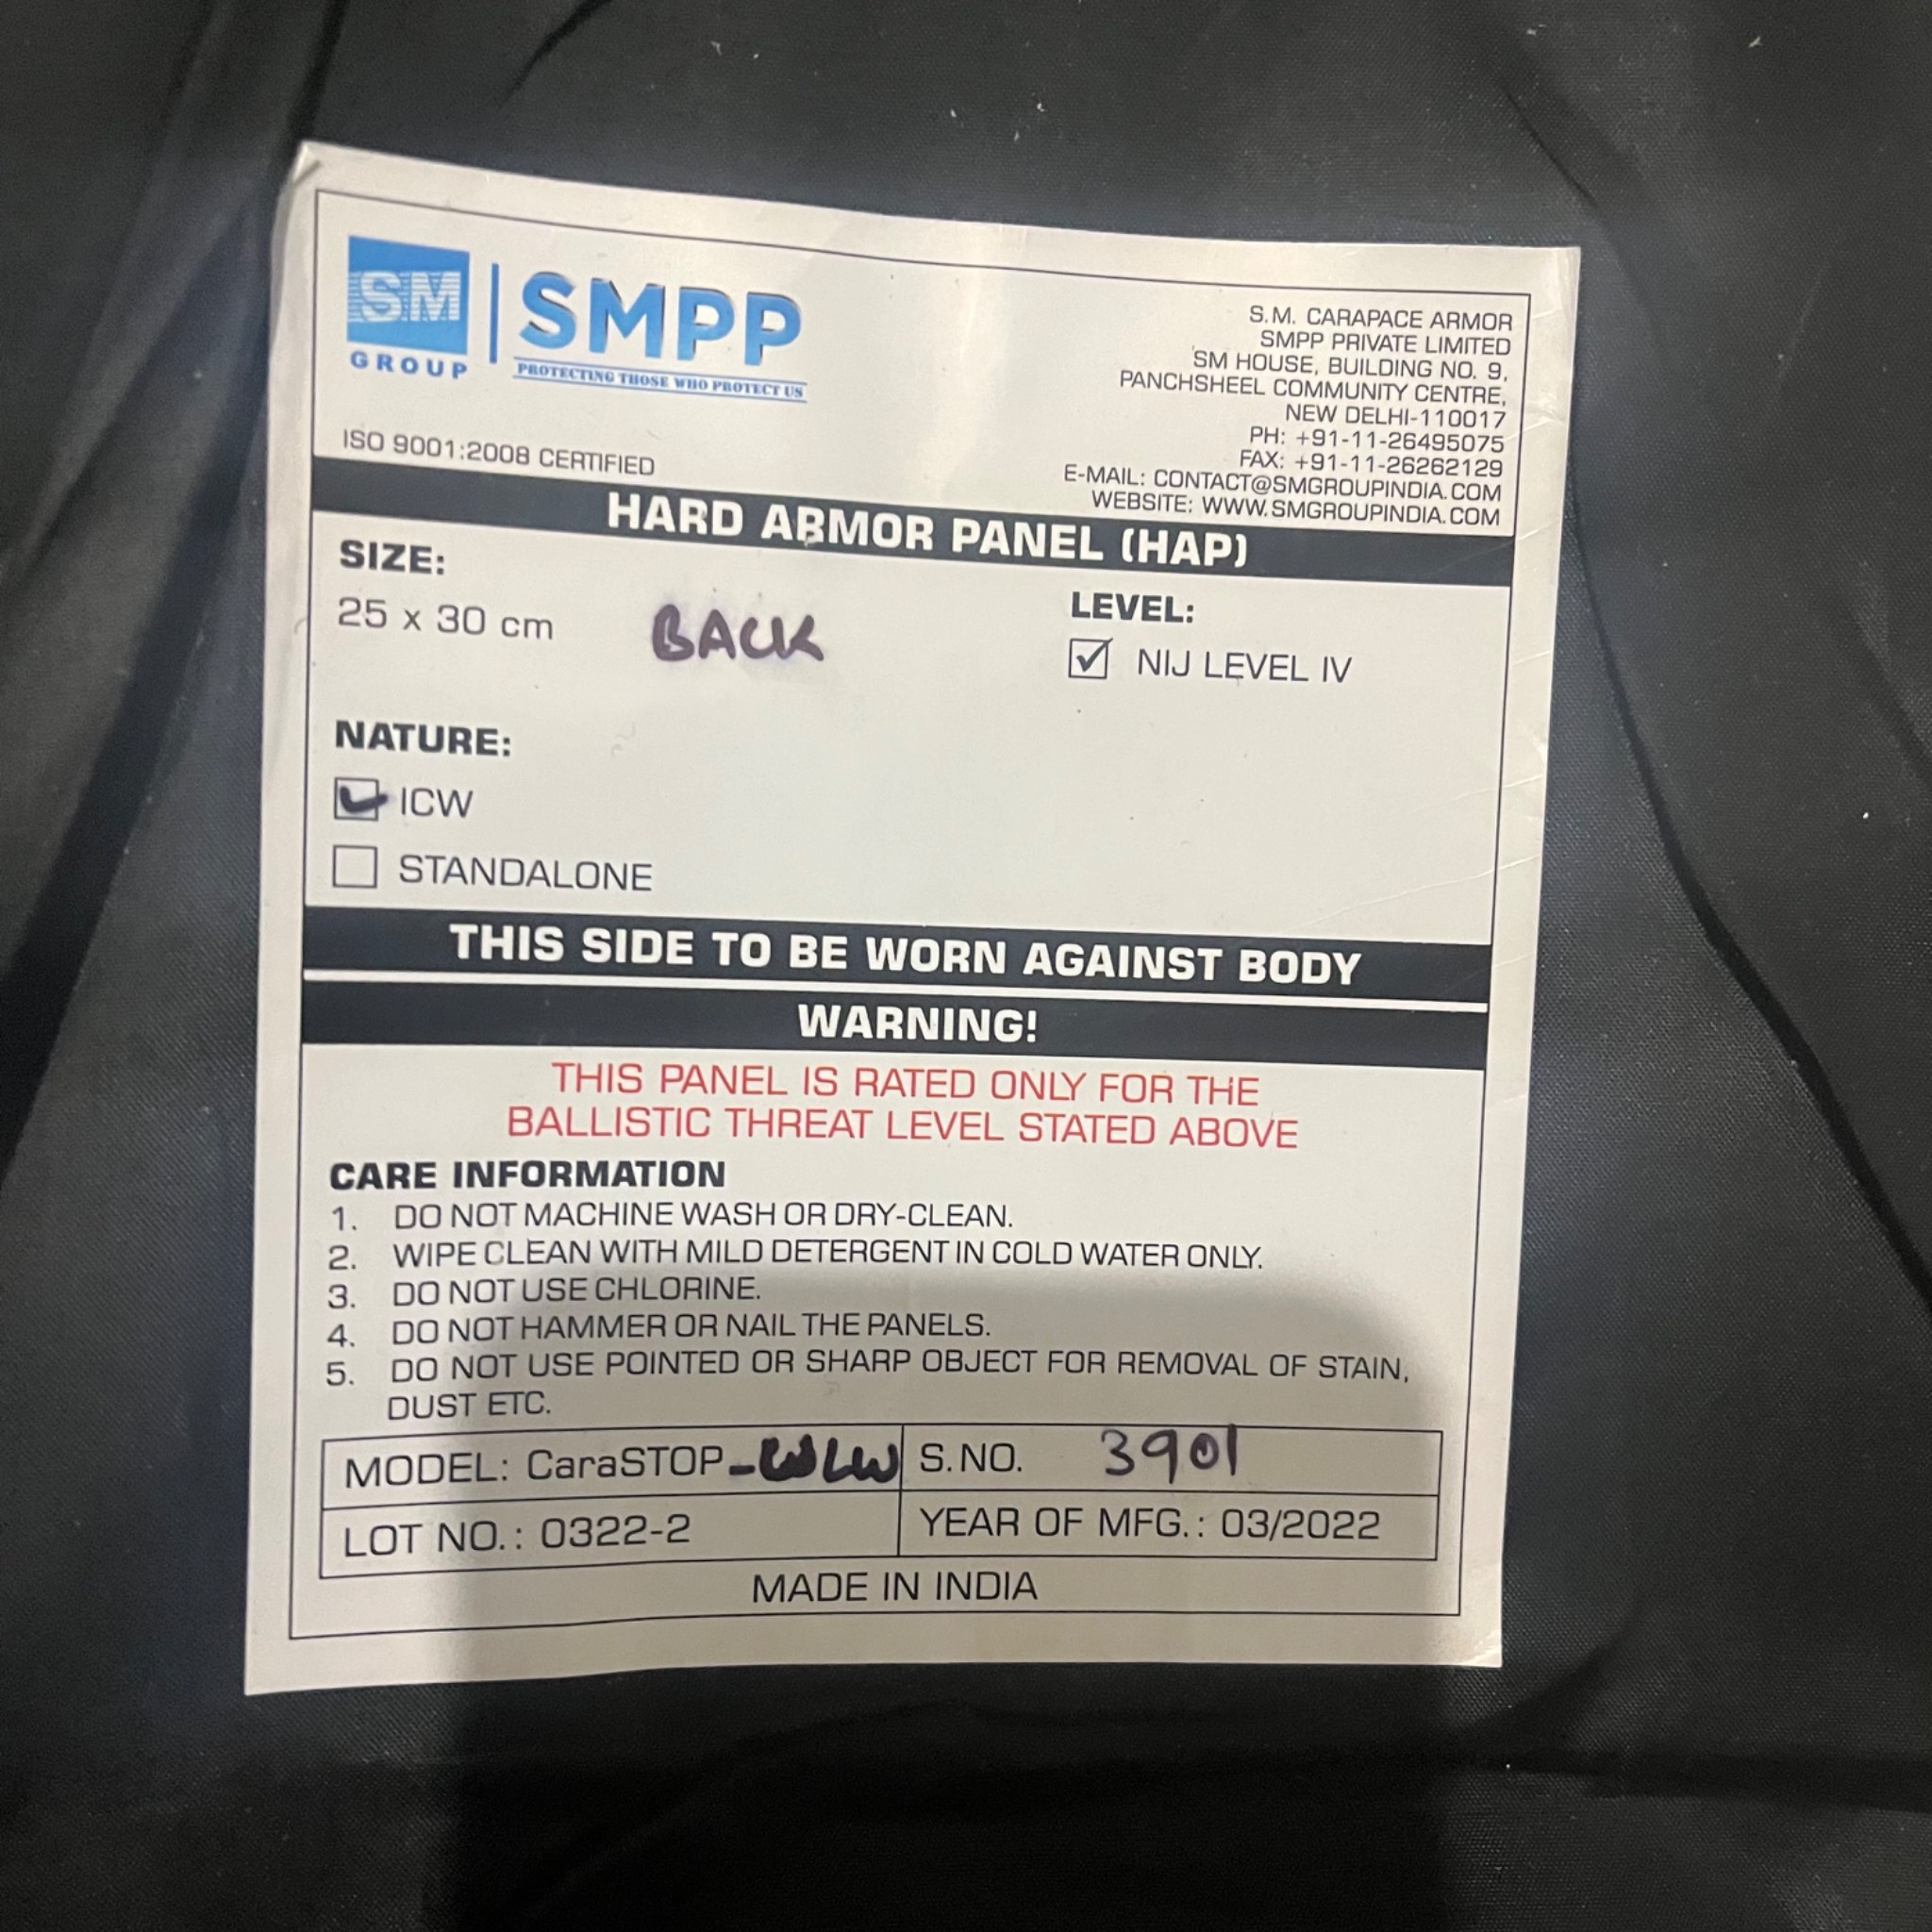 SM
GROUP
SMPP
PROTECTING THOSE WHO PROTECT US
ISO 9001:2008 CERTIFIED
S.M. CARAPACE ARMOR
SMPP PRIVATE LIMITED
SM HOUSE, BUILDING NO. 9,
PANCHSHEEL COMMUNITY CENTRE,
NEW DELHI-110017
PH: +91-11-26495075
FAX: +91-11-26262129
E-MAIL: CONTACT@SMGROUPINDIA.COM
WEBSITE: WWW.SMGROUPINDIA.COM
HARD ARMOR PANEL (HAP)
SIZE:
25 x 30 cm BACK
LEVEL:
NIJ LEVEL IV
NATURE:
ICW
STANDALONE
THIS SIDE TO BE WORN AGAINST BODY
WARNING!
THIS PANEL IS RATED ONLY FOR THE
BALLISTIC THREAT LEVEL STATED ABOVE
CARE INFORMATION
1. DO NOT MACHINE WASH OR DRY-CLEAN.
2. WIPE CLEAN WITH MILD DETERGENT IN COLD WATER ONLY.
3. DO NOT USE CHLORINE.
4. DO NOT HAMMER OR NAIL THE PANELS.
5. DO NOT USE POINTED OR SHARP OBJECT FOR REMOVAL OF STAIN,
DUST ETC.
MODEL: CaraSTOP S.NO. 3901
LOT NO.: 0322-2 YEAR OF MFG.: 03/2022
MADE IN INDIA